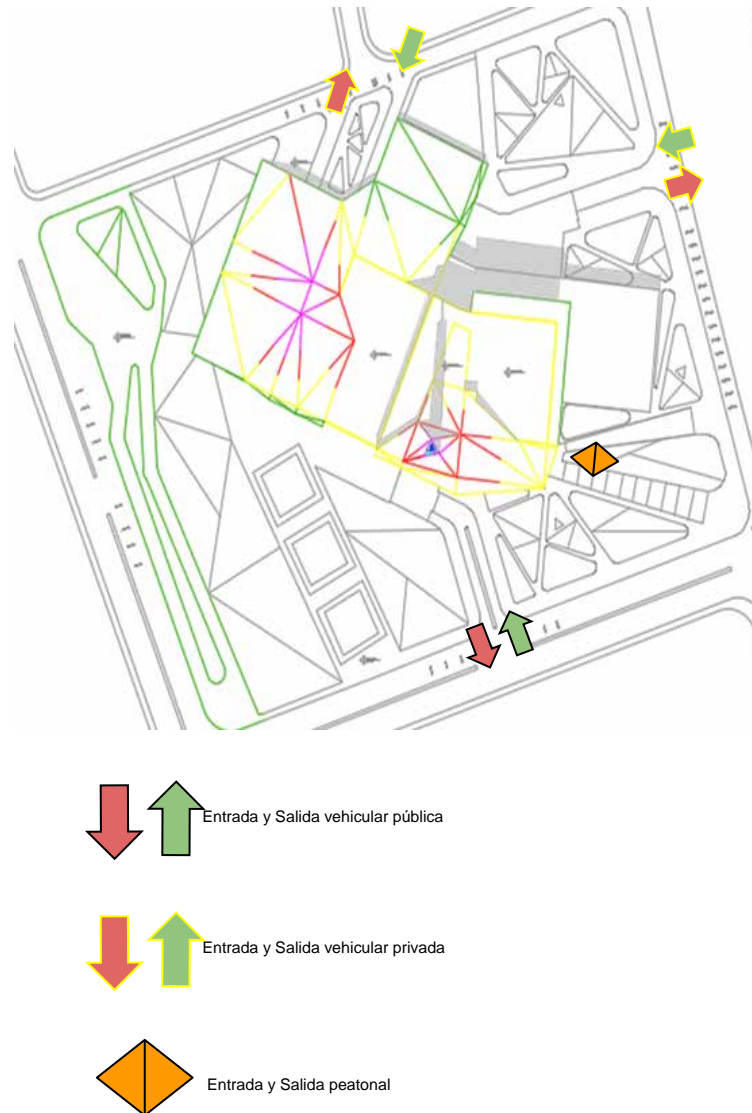 Entrada y Salida vehicular pública
Entrada y Salida vehicular privada
Entrada y Salida peatonal